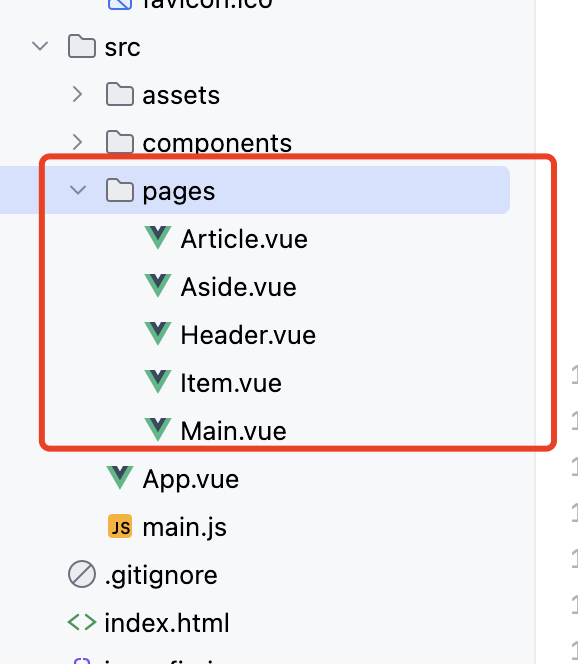 favicon.ico
src
assets
components
pages
Article.vue
Aside.vue
Header.vue
Item.vue
Main.vue
App.vue
JS main.js
.gitignore
<> index.html